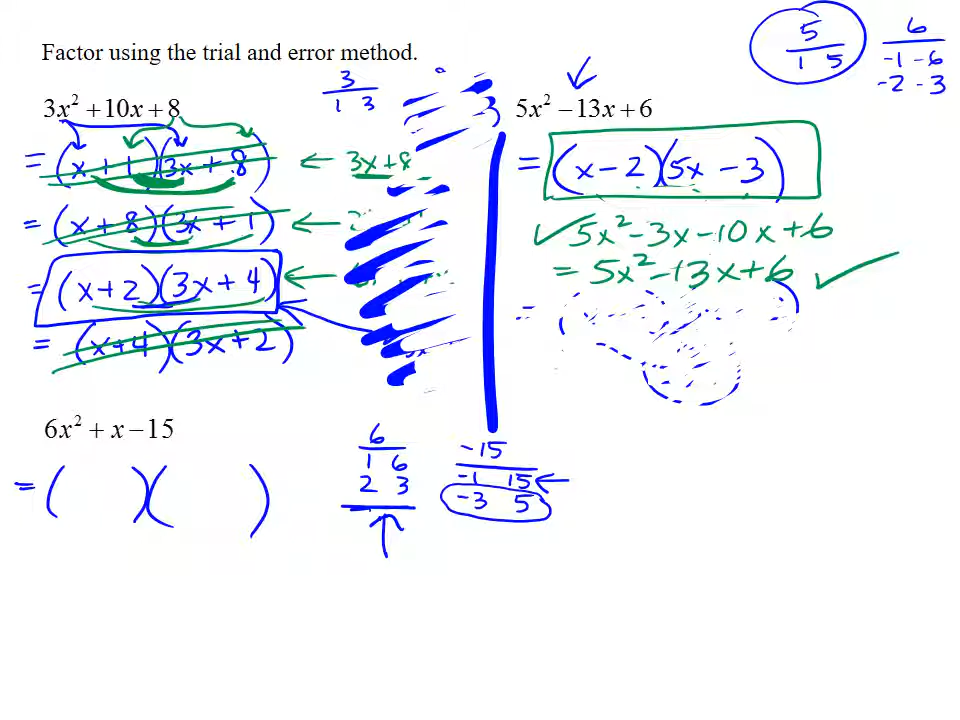 Factor using the trial and error method.
3x² + 10x + 8
3
1 3
= (x + 1)(3x + 8) ← 3x + 8
= (x + 8)(3x + 1) ←
= (x + 2)(3x + 4) ←
= (x + 4)(3x + 2)
5
1 5
6
-1 -6
-2 -3
5x² − 13x + 6
= (x − 2)(5x − 3)
✓ 5x² − 3x − 10x + 6
= 5x² − 13x + 6 ✓
=
6x² + x − 15
= ( )( )
6
1 6
2 3
↑
-15
-1 15 ←
-3 5